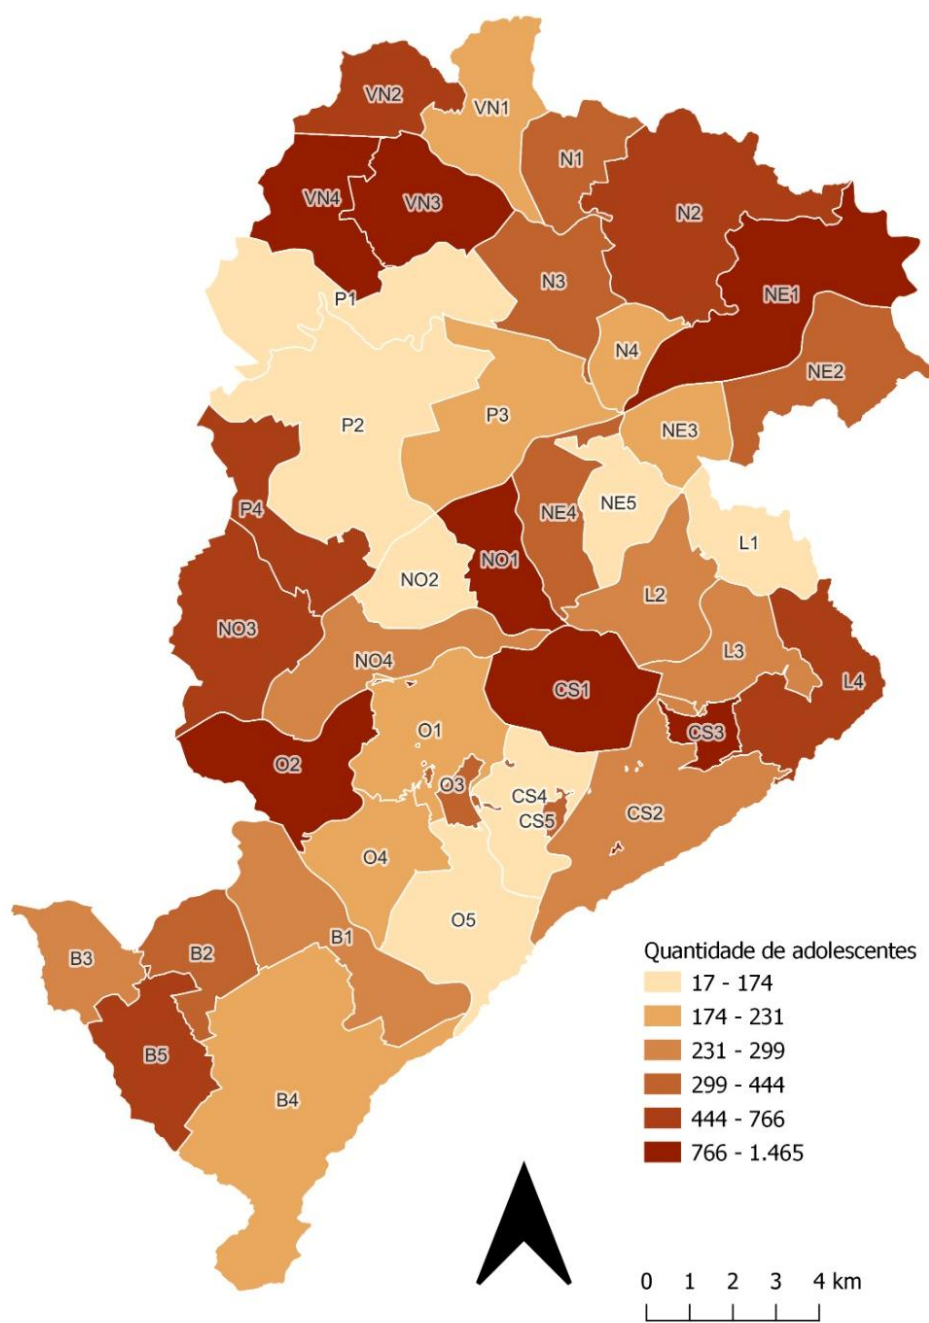 VN2
VN1
N1
VN4
VN3
N2
N3
NE1
P1
N4
NE2
P3
P2
NE3
NE5
P4
NE4
L1
NO1
NO2
L2
NO3
L3
NO4
L4
CS1
O1
CS3
O2
O3
CS4
CS2
CS5
O4
O5
B1
B2
B3
B5
B4
Quantidade de adolescentes
17 - 174
174 - 231
231 - 299
299 - 444
444 - 766
766 - 1.465
0 1 2 3 4 km